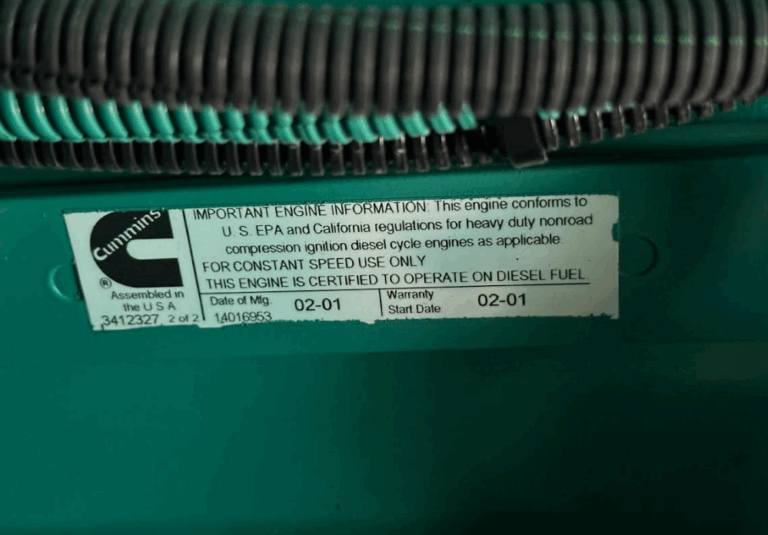 Cummins
®
Assembled in
the U S A
3412327 2 of 2
IMPORTANT ENGINE INFORMATION: This engine conforms to
U. S. EPA and California regulations for heavy duty nonroad
compression ignition diesel cycle engines as applicable.
FOR CONSTANT SPEED USE ONLY
THIS ENGINE IS CERTIFIED TO OPERATE ON DIESEL FUEL
Date of Mfg. 02-01
14016953
Warranty
Start Date 02-01